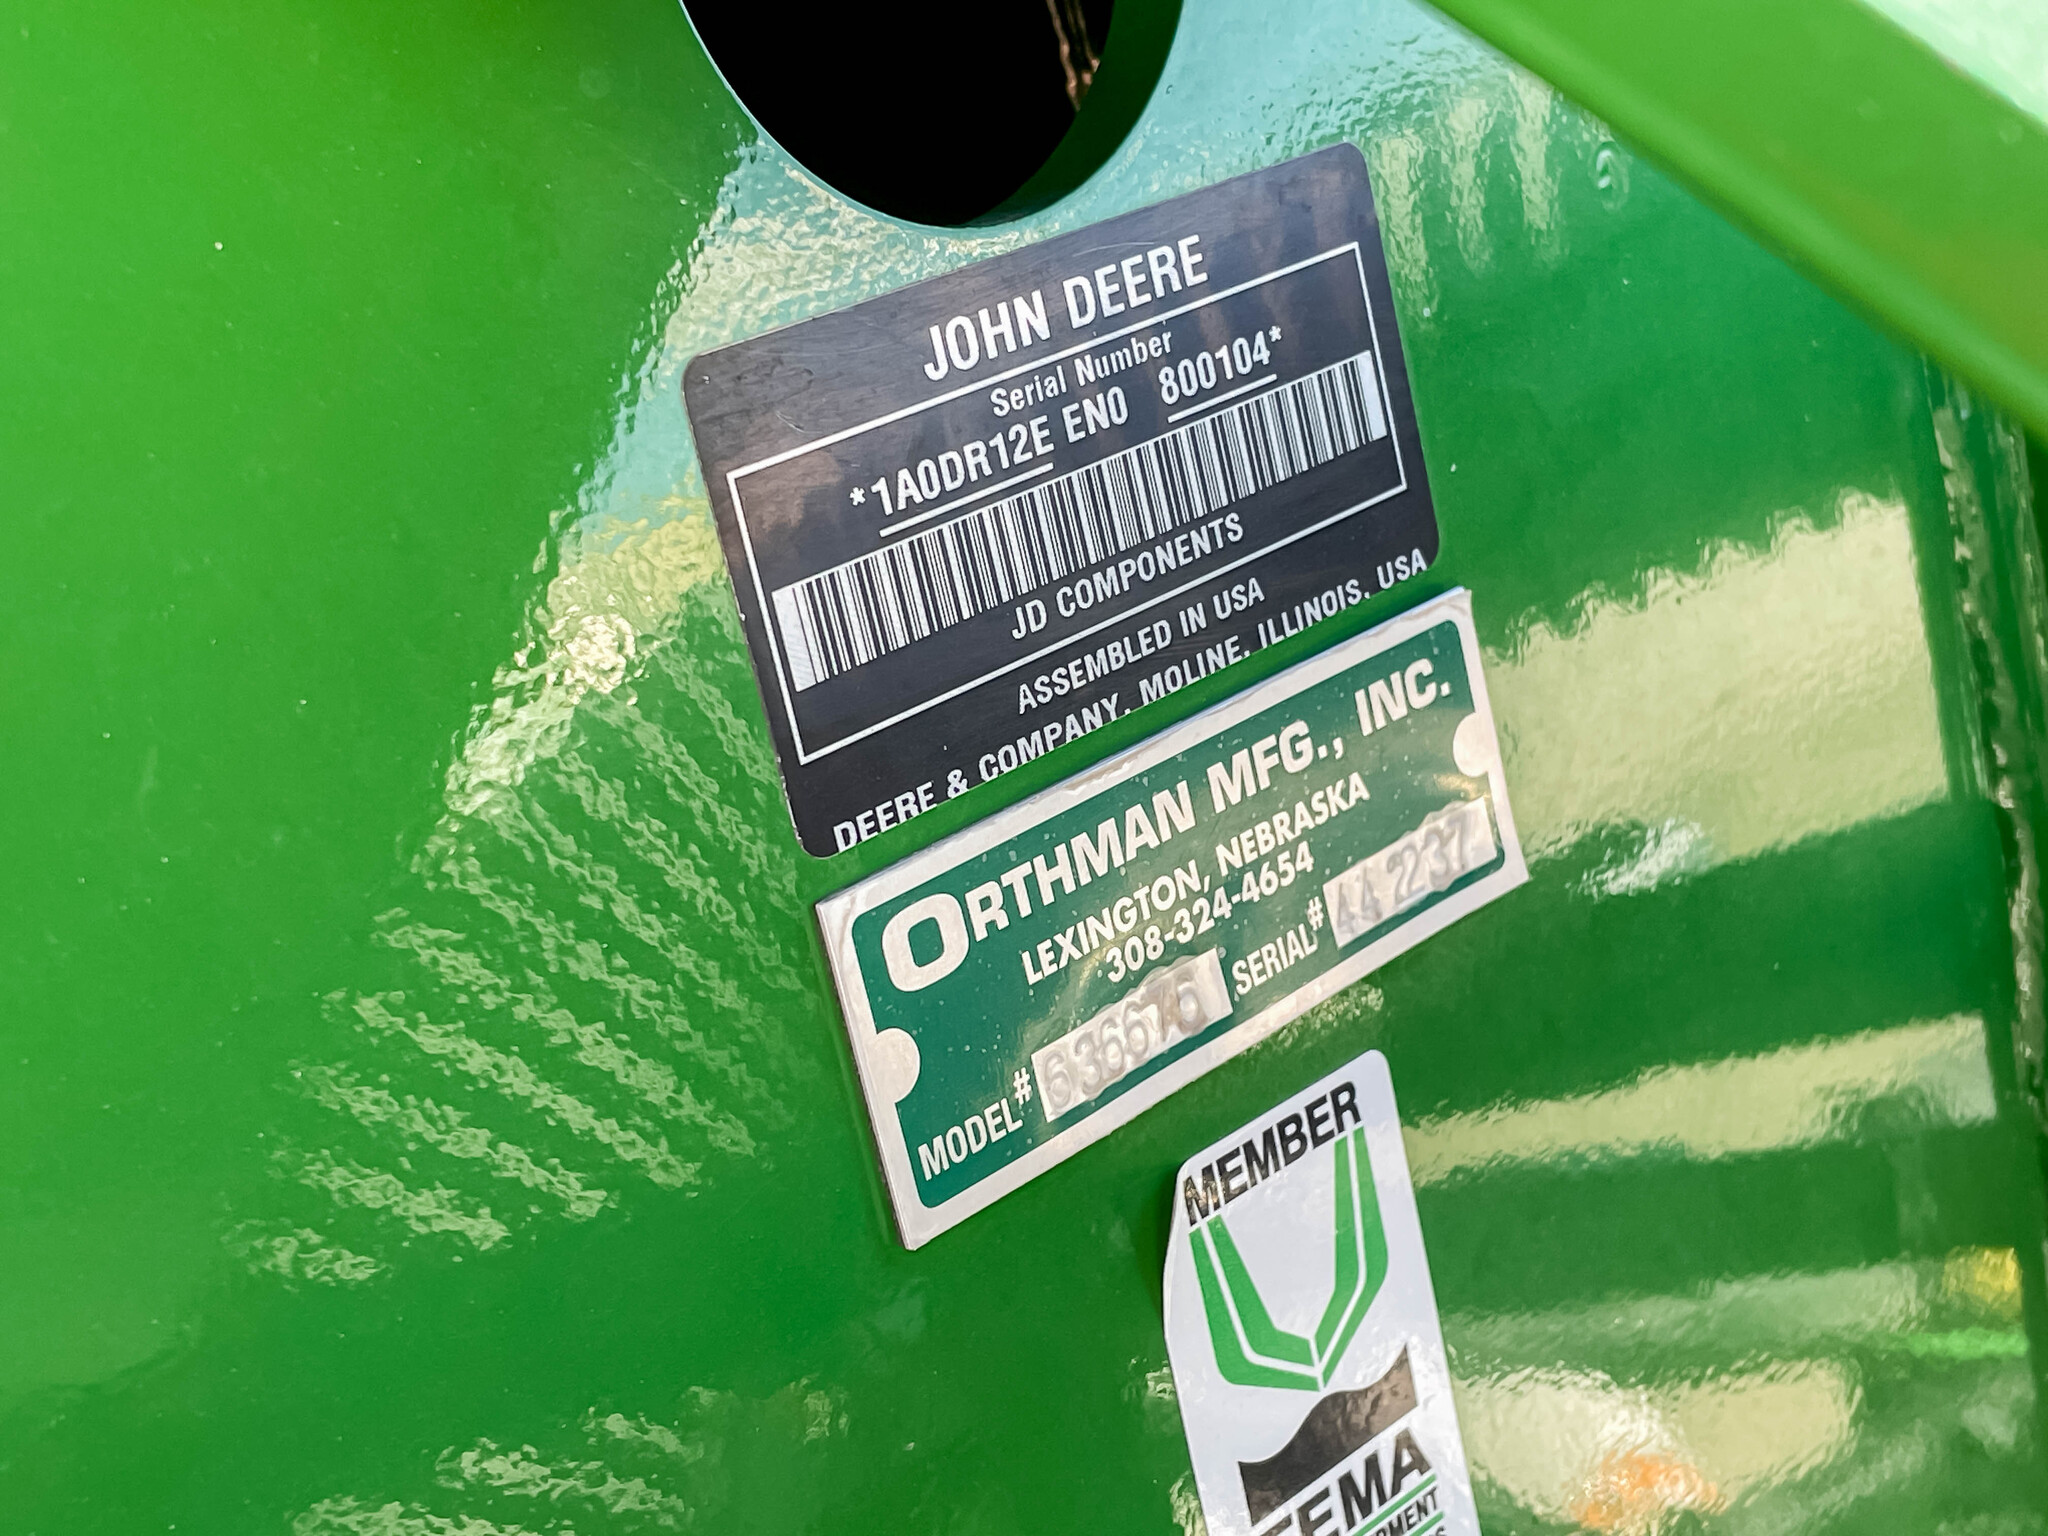 JOHN DEERE
Serial Number
*1A0DR12E EN0 800104*
JD COMPONENTS
ASSEMBLED IN USA
DEERE & COMPANY, MOLINE, ILLINOIS, USA
ORTHMAN MFG., INC.
LEXINGTON, NEBRASKA
308-324-4654
MODEL# 636676 SERIAL# 442237
MEMBER